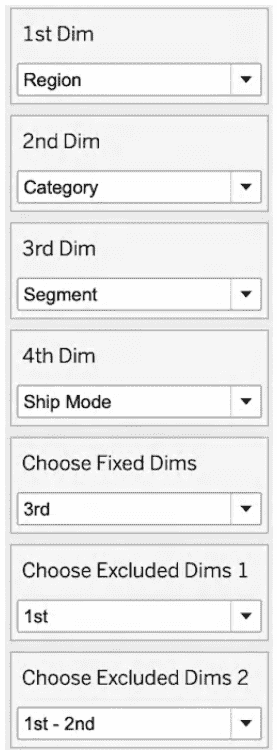 1st Dim
Region
2nd Dim
Category
3rd Dim
Segment
4th Dim
Ship Mode
Choose Fixed Dims
3rd
Choose Excluded Dims 1
1st
Choose Excluded Dims 2
1st - 2nd